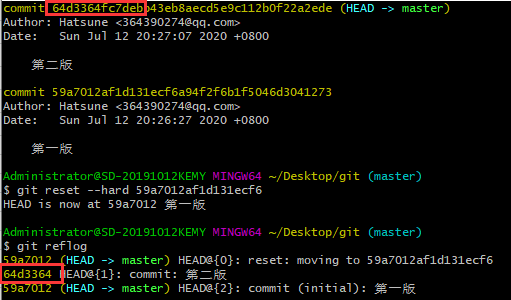 commit 64d3364fc7debb43eb8aecd5e9c112b0f22a2ede (HEAD -> master)
Author: Hatsune <364390274@qq.com>
Date: Sun Jul 12 20:27:07 2020 +0800
第二版
commit 59a7012af1d131ecf6a94f2f6b1f5046d3041273
Author: Hatsune <364390274@qq.com>
Date: Sun Jul 12 20:26:27 2020 +0800
第一版
Administrator@SD-20191012KEMY MINGW64 ~/Desktop/git (master)
$ git reset --hard 59a7012af1d131ecf6
HEAD is now at 59a7012 第一版
Administrator@SD-20191012KEMY MINGW64 ~/Desktop/git (master)
$ git reflog
59a7012 (HEAD -> master) HEAD@{0}: reset: moving to 59a7012af1d131ecf6
64d3364 HEAD@{1}: commit: 第二版
59a7012 (HEAD -> master) HEAD@{2}: commit (initial): 第一版